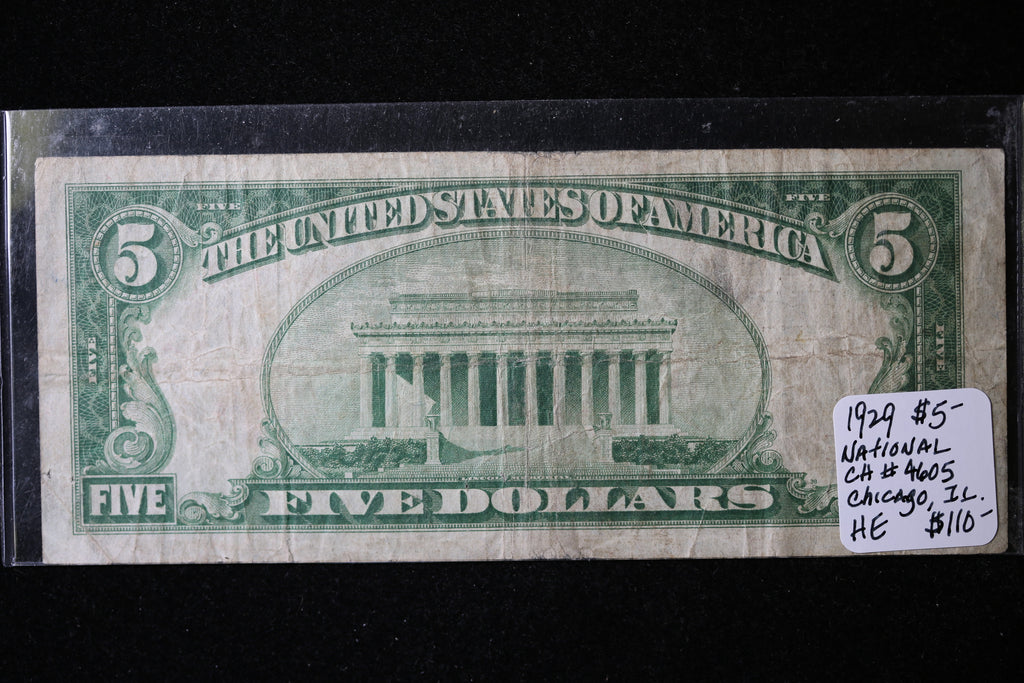 FIVE FIVE
5 THE UNITED STATES OF AMERICA 5
FIVE FIVE
FIVE FIVE DOLLARS
1929 $5-
NATIONAL
CH # 4605
Chicago, IL.
HE $110-